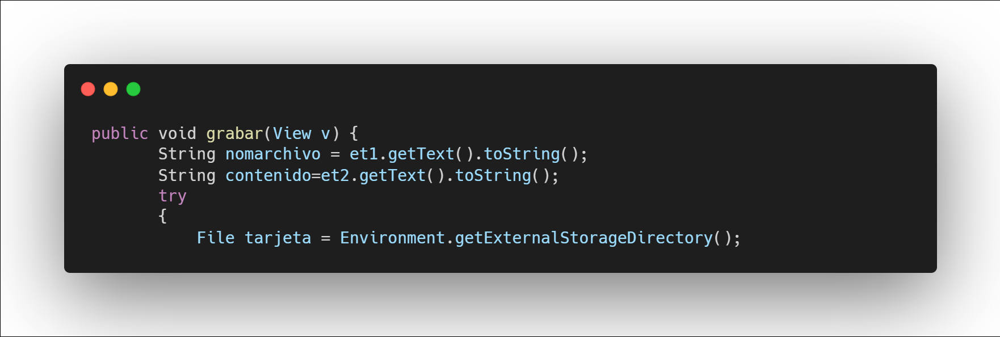 public void grabar(View v) {
String nomarchivo = et1.getText().toString();
String contenido=et2.getText().toString();
try
{
File tarjeta = Environment.getExternalStorageDirectory();